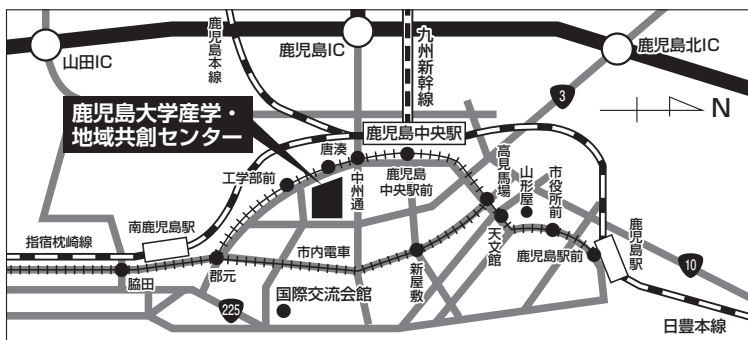 山田IC
鹿児島本線
鹿児島IC
九州新幹線
鹿児島北IC
3
N
鹿児島大学産学・
地域共創センター
鹿児島中央駅
唐湊
工学部前
中州通
鹿児島
中央駅前
高見馬場
山形屋
市役所前
天文館
鹿児島駅前
鹿児島駅
南鹿児島駅
指宿枕崎線
市内電車
新屋敷
脇田
郡元
国際交流会館
225
10
日豊本線